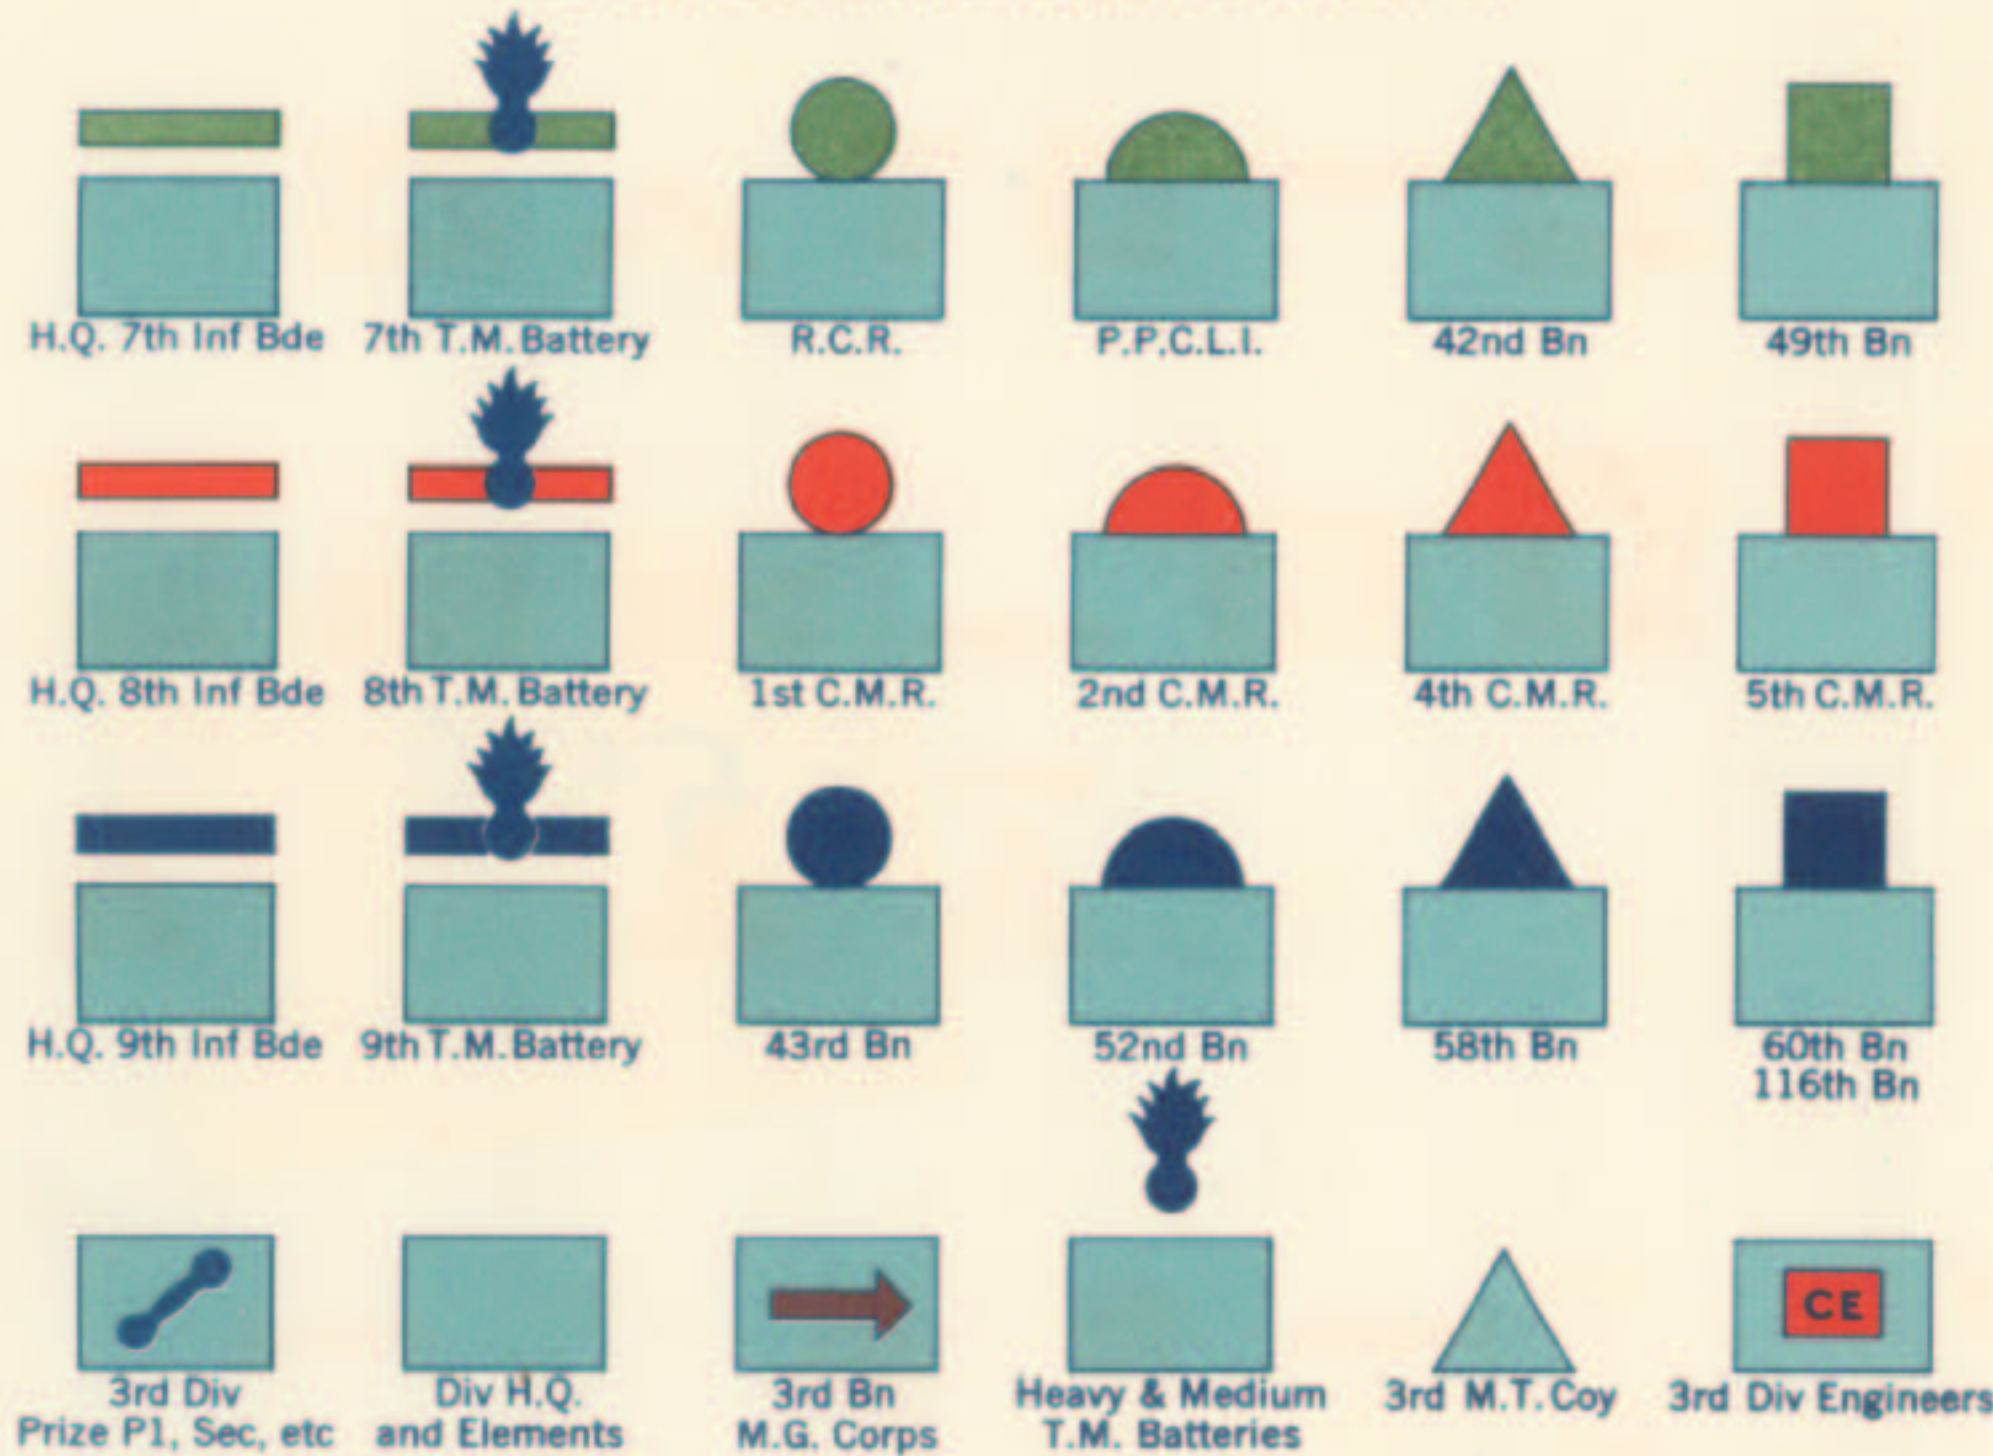 H.Q. 7th Inf Bde 7th T.M. Battery R.C.R. P.P.C.L.I. 42nd Bn 49th Bn
H.Q. 8th Inf Bde 8th T.M. Battery 1st C.M.R. 2nd C.M.R. 4th C.M.R. 5th C.M.R.
H.Q. 9th Inf Bde 9th T.M. Battery 43rd Bn 52nd Bn 58th Bn 60th Bn
116th Bn
CE
3rd Div Div H.Q. 3rd Bn Heavy & Medium 3rd M.T. Coy 3rd Div Engineers
Prize Pl, Sec, etc and Elements M.G. Corps T.M. Batteries